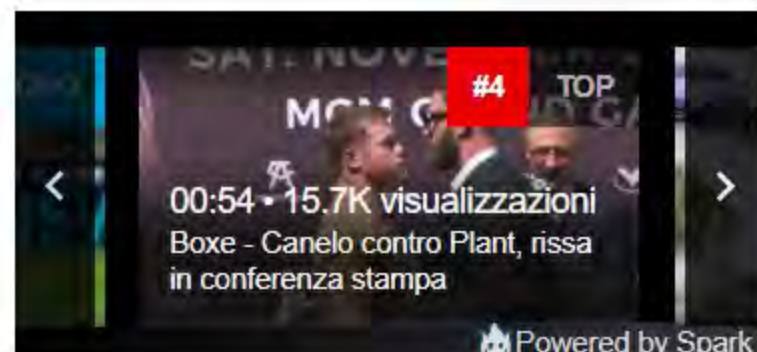 #4 TOP
00:54 • 15.7K visualizzazioni
Boxe - Canelo contro Plant, rissa
in conferenza stampa
Powered by Spark